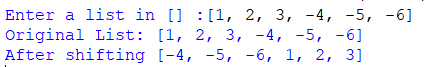 Enter a list in [] :[1, 2, 3, -4, -5, -6]
Original List: [1, 2, 3, -4, -5, -6]
After shifting [-4, -5, -6, 1, 2, 3]